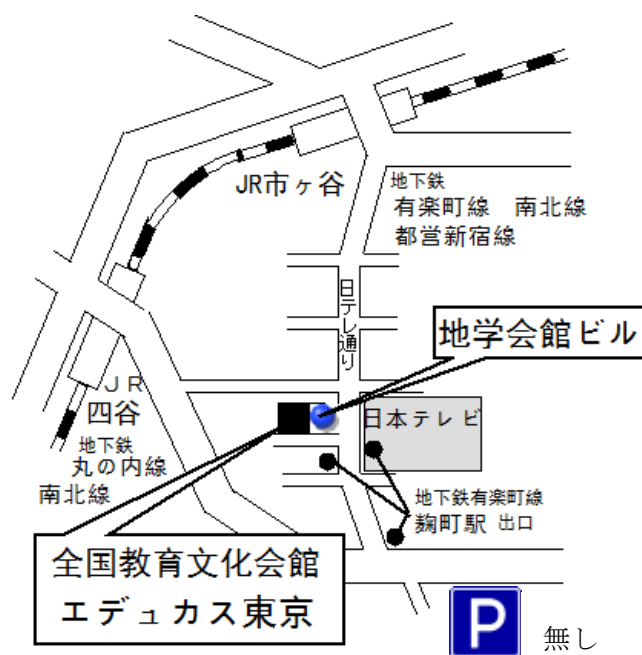 JR市ヶ谷
地下鉄
有楽町線 南北線
都営新宿線
日テレ通り
地学会館ビル
JR
四谷
地下鉄
丸の内線
南北線
日本テレビ
地下鉄有楽町線
麹町駅 出口
全国教育文化会館
エデュカス東京
P 無し